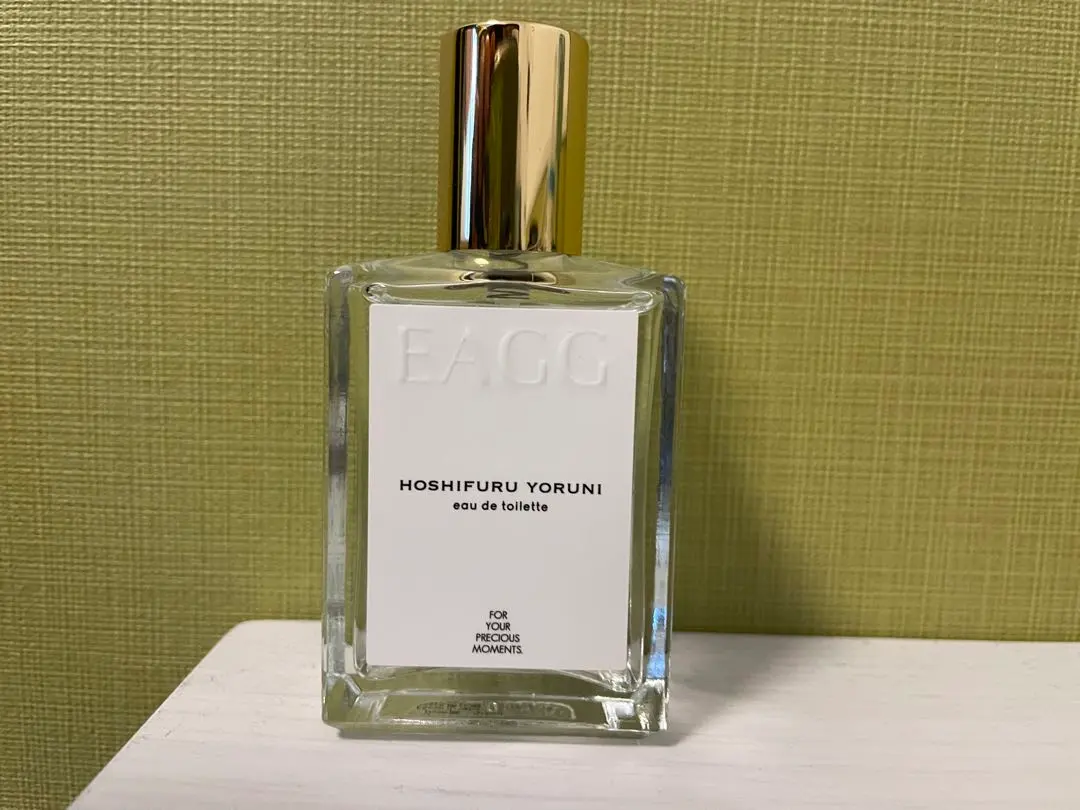 EAGG
HOSHIFURU YORUNI
eau de toilette
FOR
YOUR
PRECIOUS
MOMENTS.